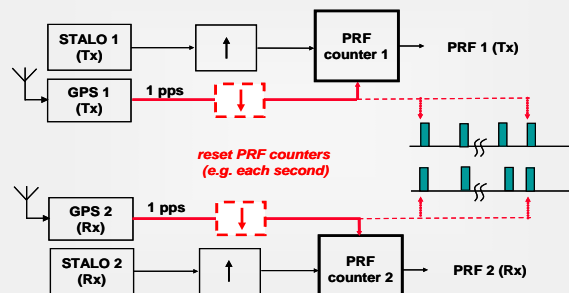 STALO 1
(Tx)
PRF
counter 1
PRF 1 (Tx)
GPS 1
(Tx)
1 pps
reset PRF counters
(e.g. each second)
GPS 2
(Rx)
1 pps
STALO 2
(Rx)
PRF
counter 2
PRF 2 (Rx)